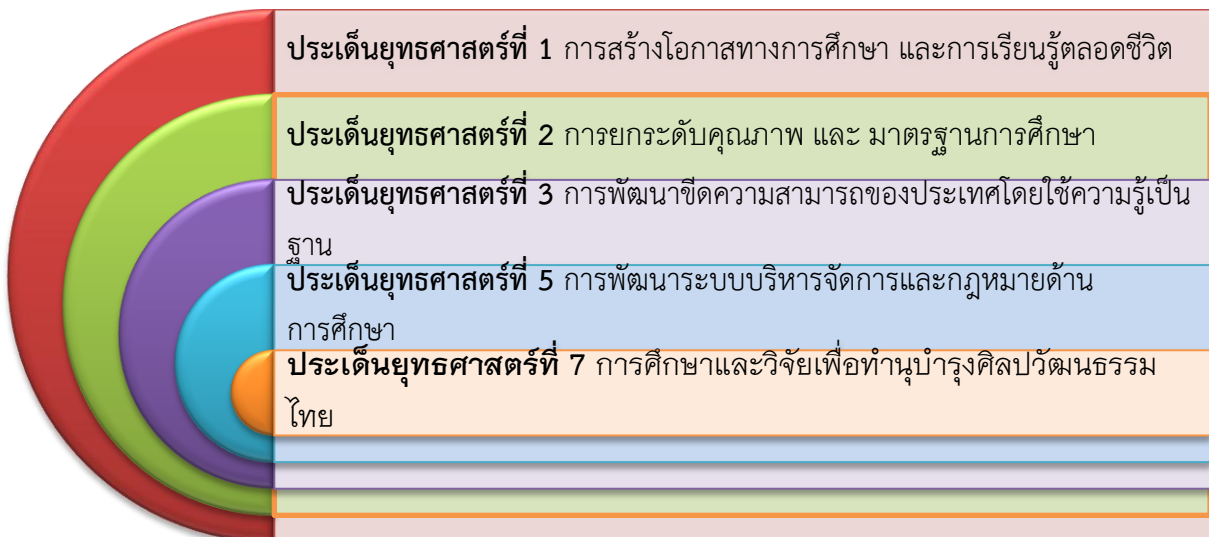 ประเด็นยุทธศาสตร์ที่ 1 การสร้างโอกาสทางการศึกษา และการเรียนรู้ตลอดชีวิต
ประเด็นยุทธศาสตร์ที่ 2 การยกระดับคุณภาพ และ มาตรฐานการศึกษา
ประเด็นยุทธศาสตร์ที่ 3 การพัฒนาขีดความสามารถของประเทศโดยใช้ความรู้เป็น
ฐาน
ประเด็นยุทธศาสตร์ที่ 5 การพัฒนาระบบบริหารจัดการและกฎหมายด้าน
การศึกษา
ประเด็นยุทธศาสตร์ที่ 7 การศึกษาและวิจัยเพื่อทำนุบำรุงศิลปวัฒนธรรม
ไทย